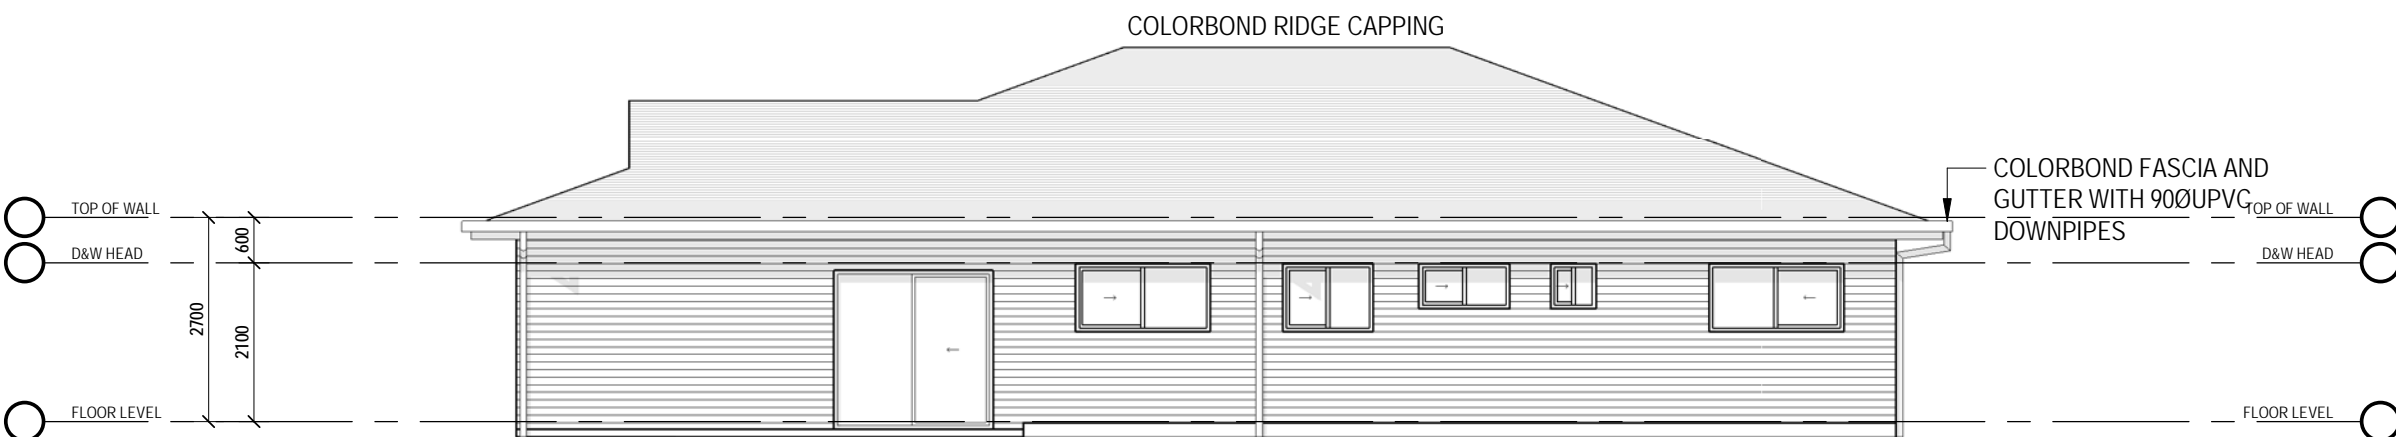 COLORBOND RIDGE CAPPING
COLORBOND FASCIA AND
GUTTER WITH 90ØUPVC
DOWNPIPES
TOP OF WALL
D&W HEAD
FLOOR LEVEL
2700
600
2100
TOP OF WALL
D&W HEAD
FLOOR LEVEL